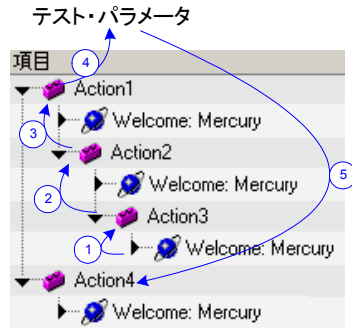 テスト・パラメータ
項目
4
Action1
Welcome: Mercury
3
Action2
5
2
Welcome: Mercury
Action3
1
Welcome: Mercury
Action4
Welcome: Mercury